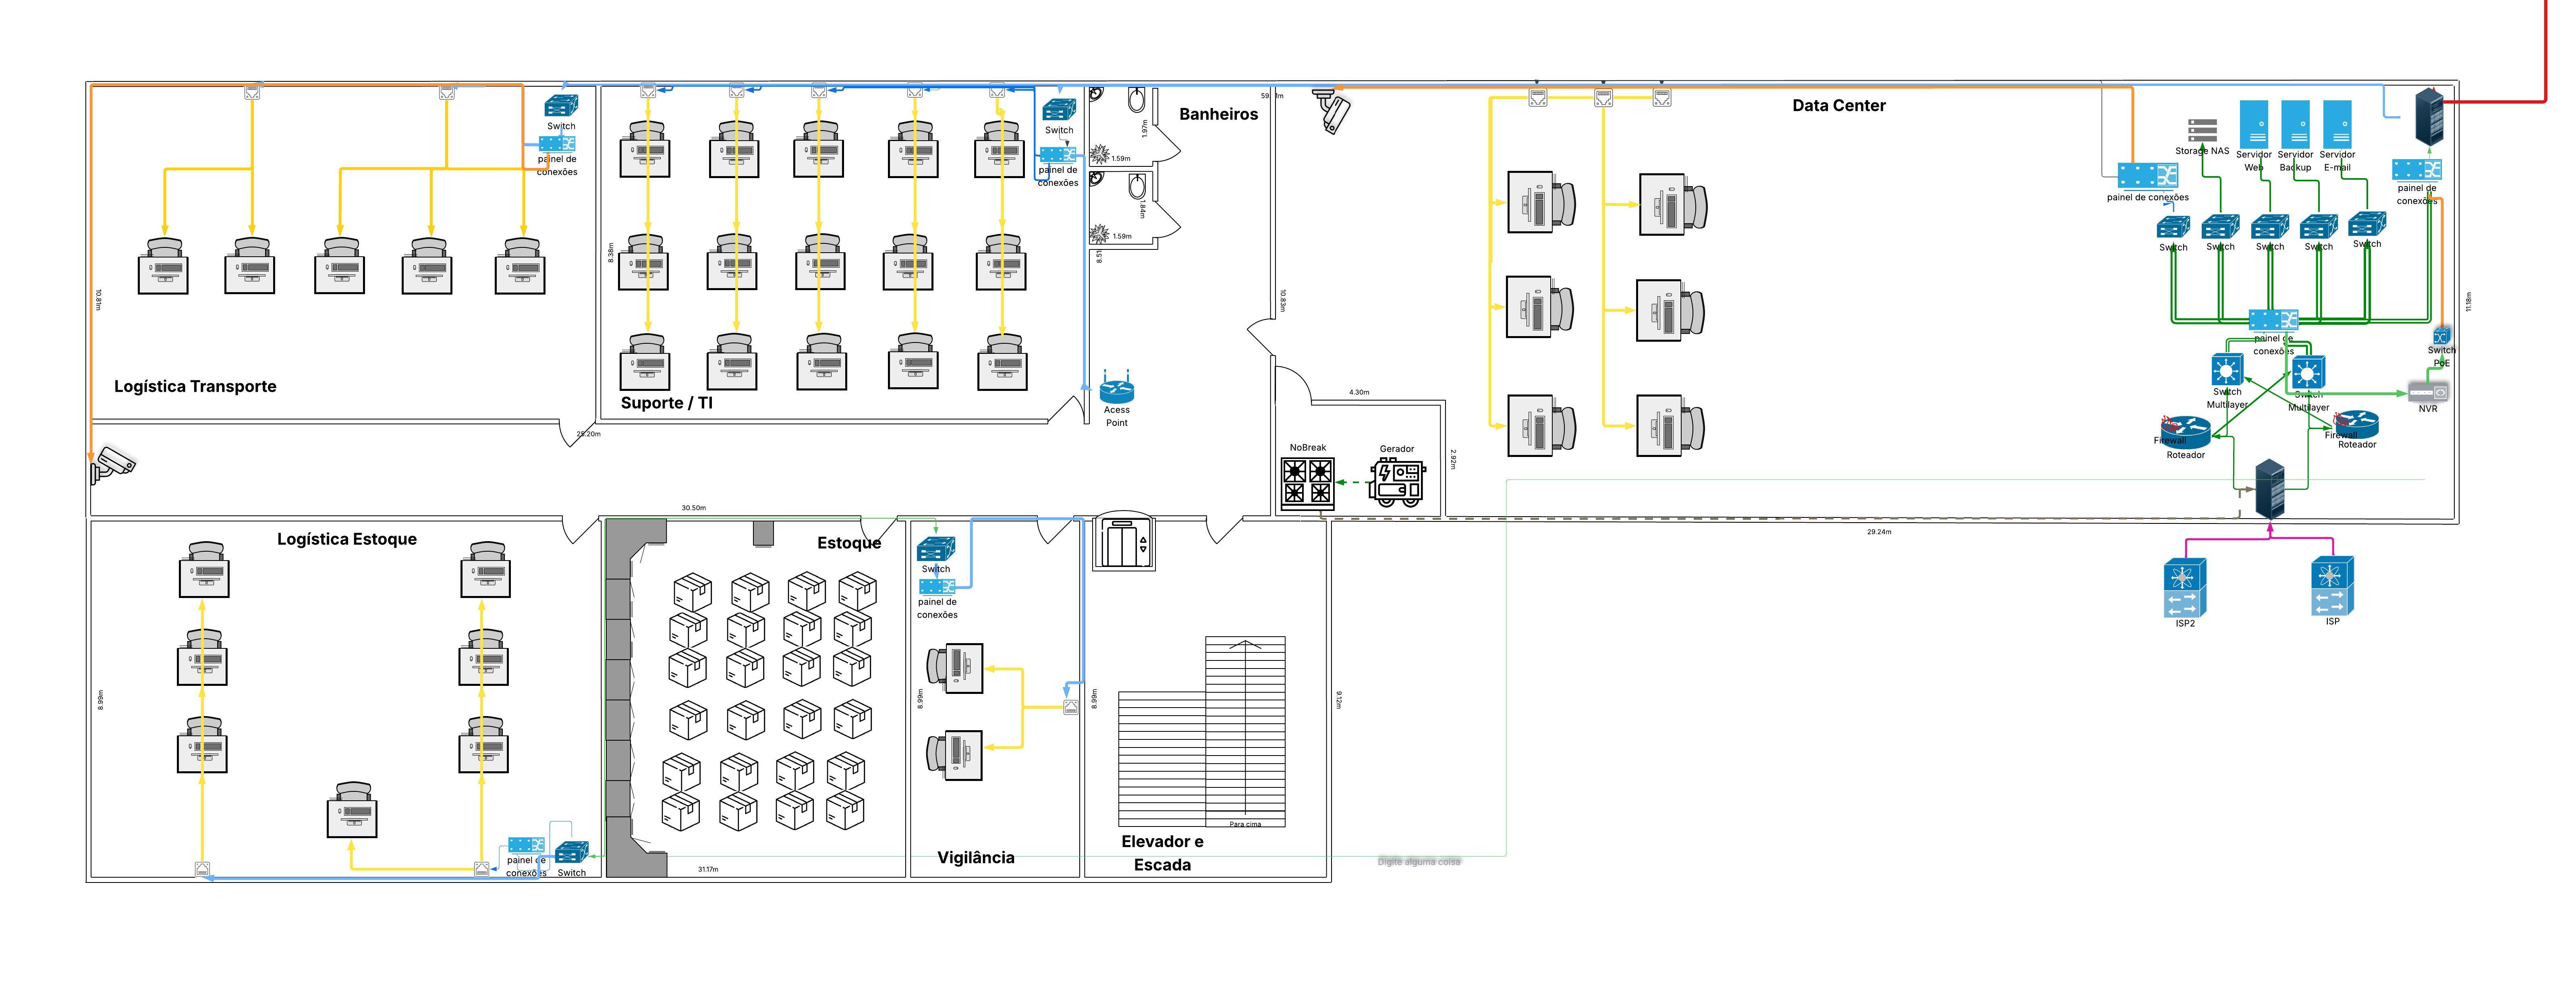 59.
1m
Banheiros
Data Center
Switch
painel de
conexões
Switch
painel de
conexões
1.97m
1.59m
1.84m
1.59m
8.38m
8.51
10.81m
10.83m
11.18m
Storage NAS
Servidor
Web
Servidor
Backup
Servidor
E-mail
painel de conexões
painel de
conexões
Switch
Switch
Switch
Switch
Switch
painel de
conexões
Switch
PoE
Switch
Multilayer
Switch
Multilayer
NVR
Firewall
Roteador
Firewall
Roteador
Logística Transporte
Suporte / TI
Acess
Point
4.30m
25.20m
NoBreak
Gerador
2.92m
30.50m
29.24m
Logística Estoque
Estoque
Switch
painel de
conexões
ISP2
ISP
8.96m
8.99m
8.99m
9.12m
Para cima
Elevador e
Escada
Vigilância
painel de
conexões
Switch
31.17m
Digite alguma coisa